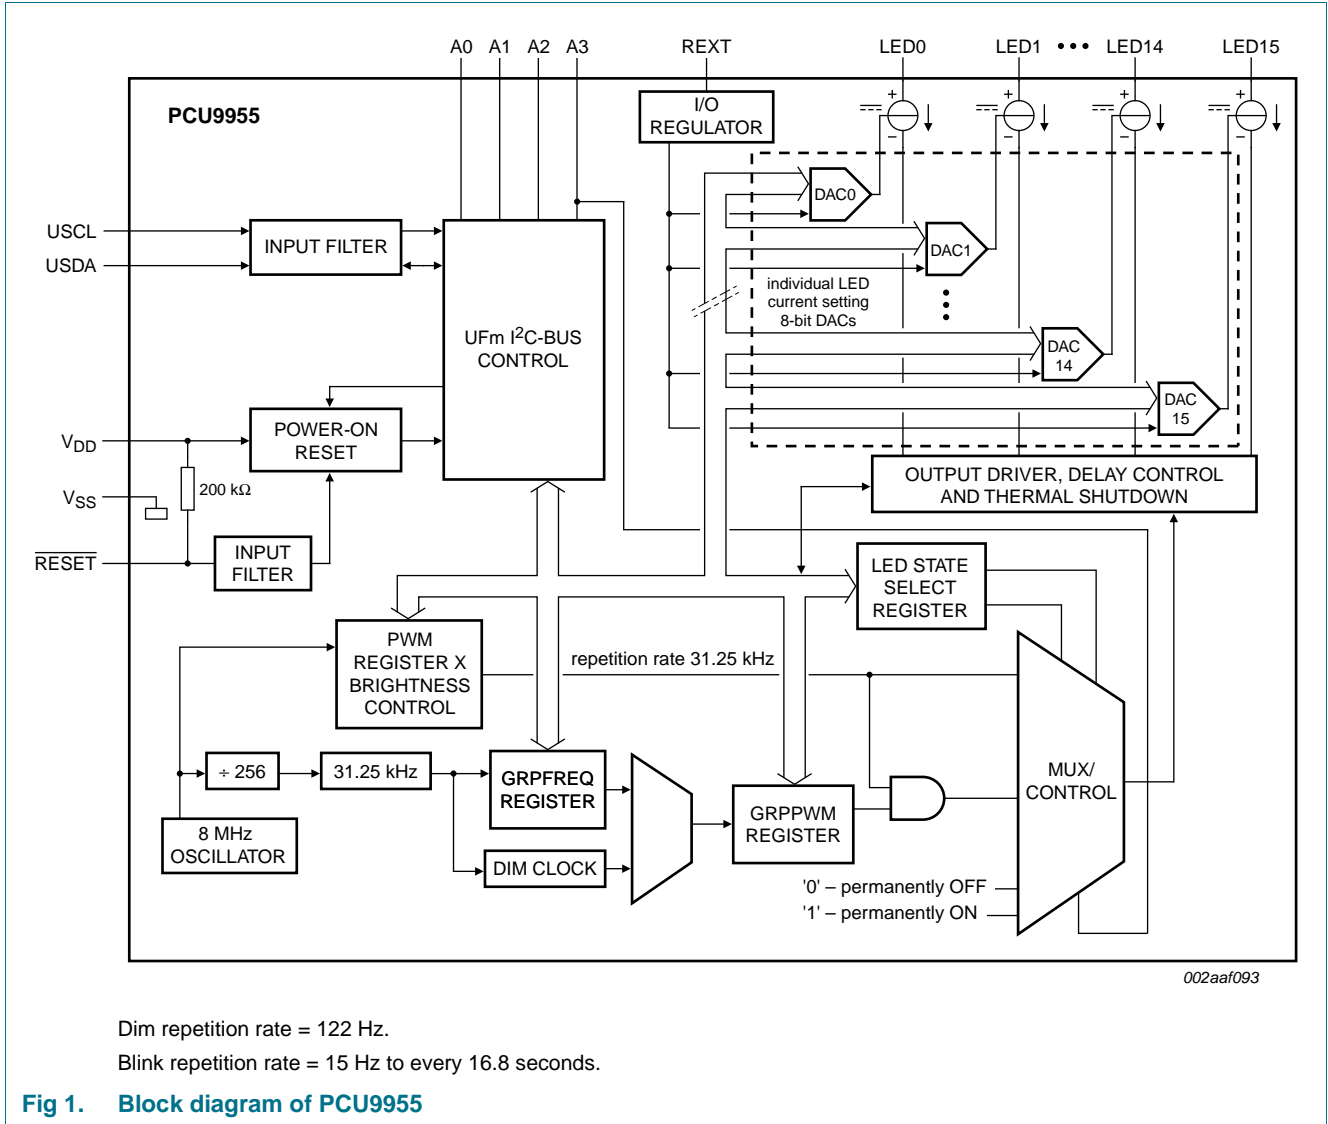 A0 A1 A2 A3 REXT LED0 LED1 ••• LED14 LED15
PCU9955
I/O
REGULATOR
+ + + +
− − − −
DAC0
USCL
USDA
INPUT FILTER
DAC1
individual LED
current setting
8-bit DACs
UFm I²C-BUS
CONTROL
DAC
14
DAC
15
VDD
POWER-ON
RESET
200 kΩ
VSS
OUTPUT DRIVER, DELAY CONTROL
AND THERMAL SHUTDOWN
RESET
INPUT
FILTER
LED STATE
SELECT
REGISTER
PWM
REGISTER X
BRIGHTNESS
CONTROL
repetition rate 31.25 kHz
÷ 256
31.25 kHz
GRPFREQ
REGISTER
MUX/
CONTROL
GRPPWM
REGISTER
8 MHz
OSCILLATOR
DIM CLOCK
'0' – permanently OFF
'1' – permanently ON
002aaf093
Dim repetition rate = 122 Hz.
Blink repetition rate = 15 Hz to every 16.8 seconds.
Fig 1. Block diagram of PCU9955